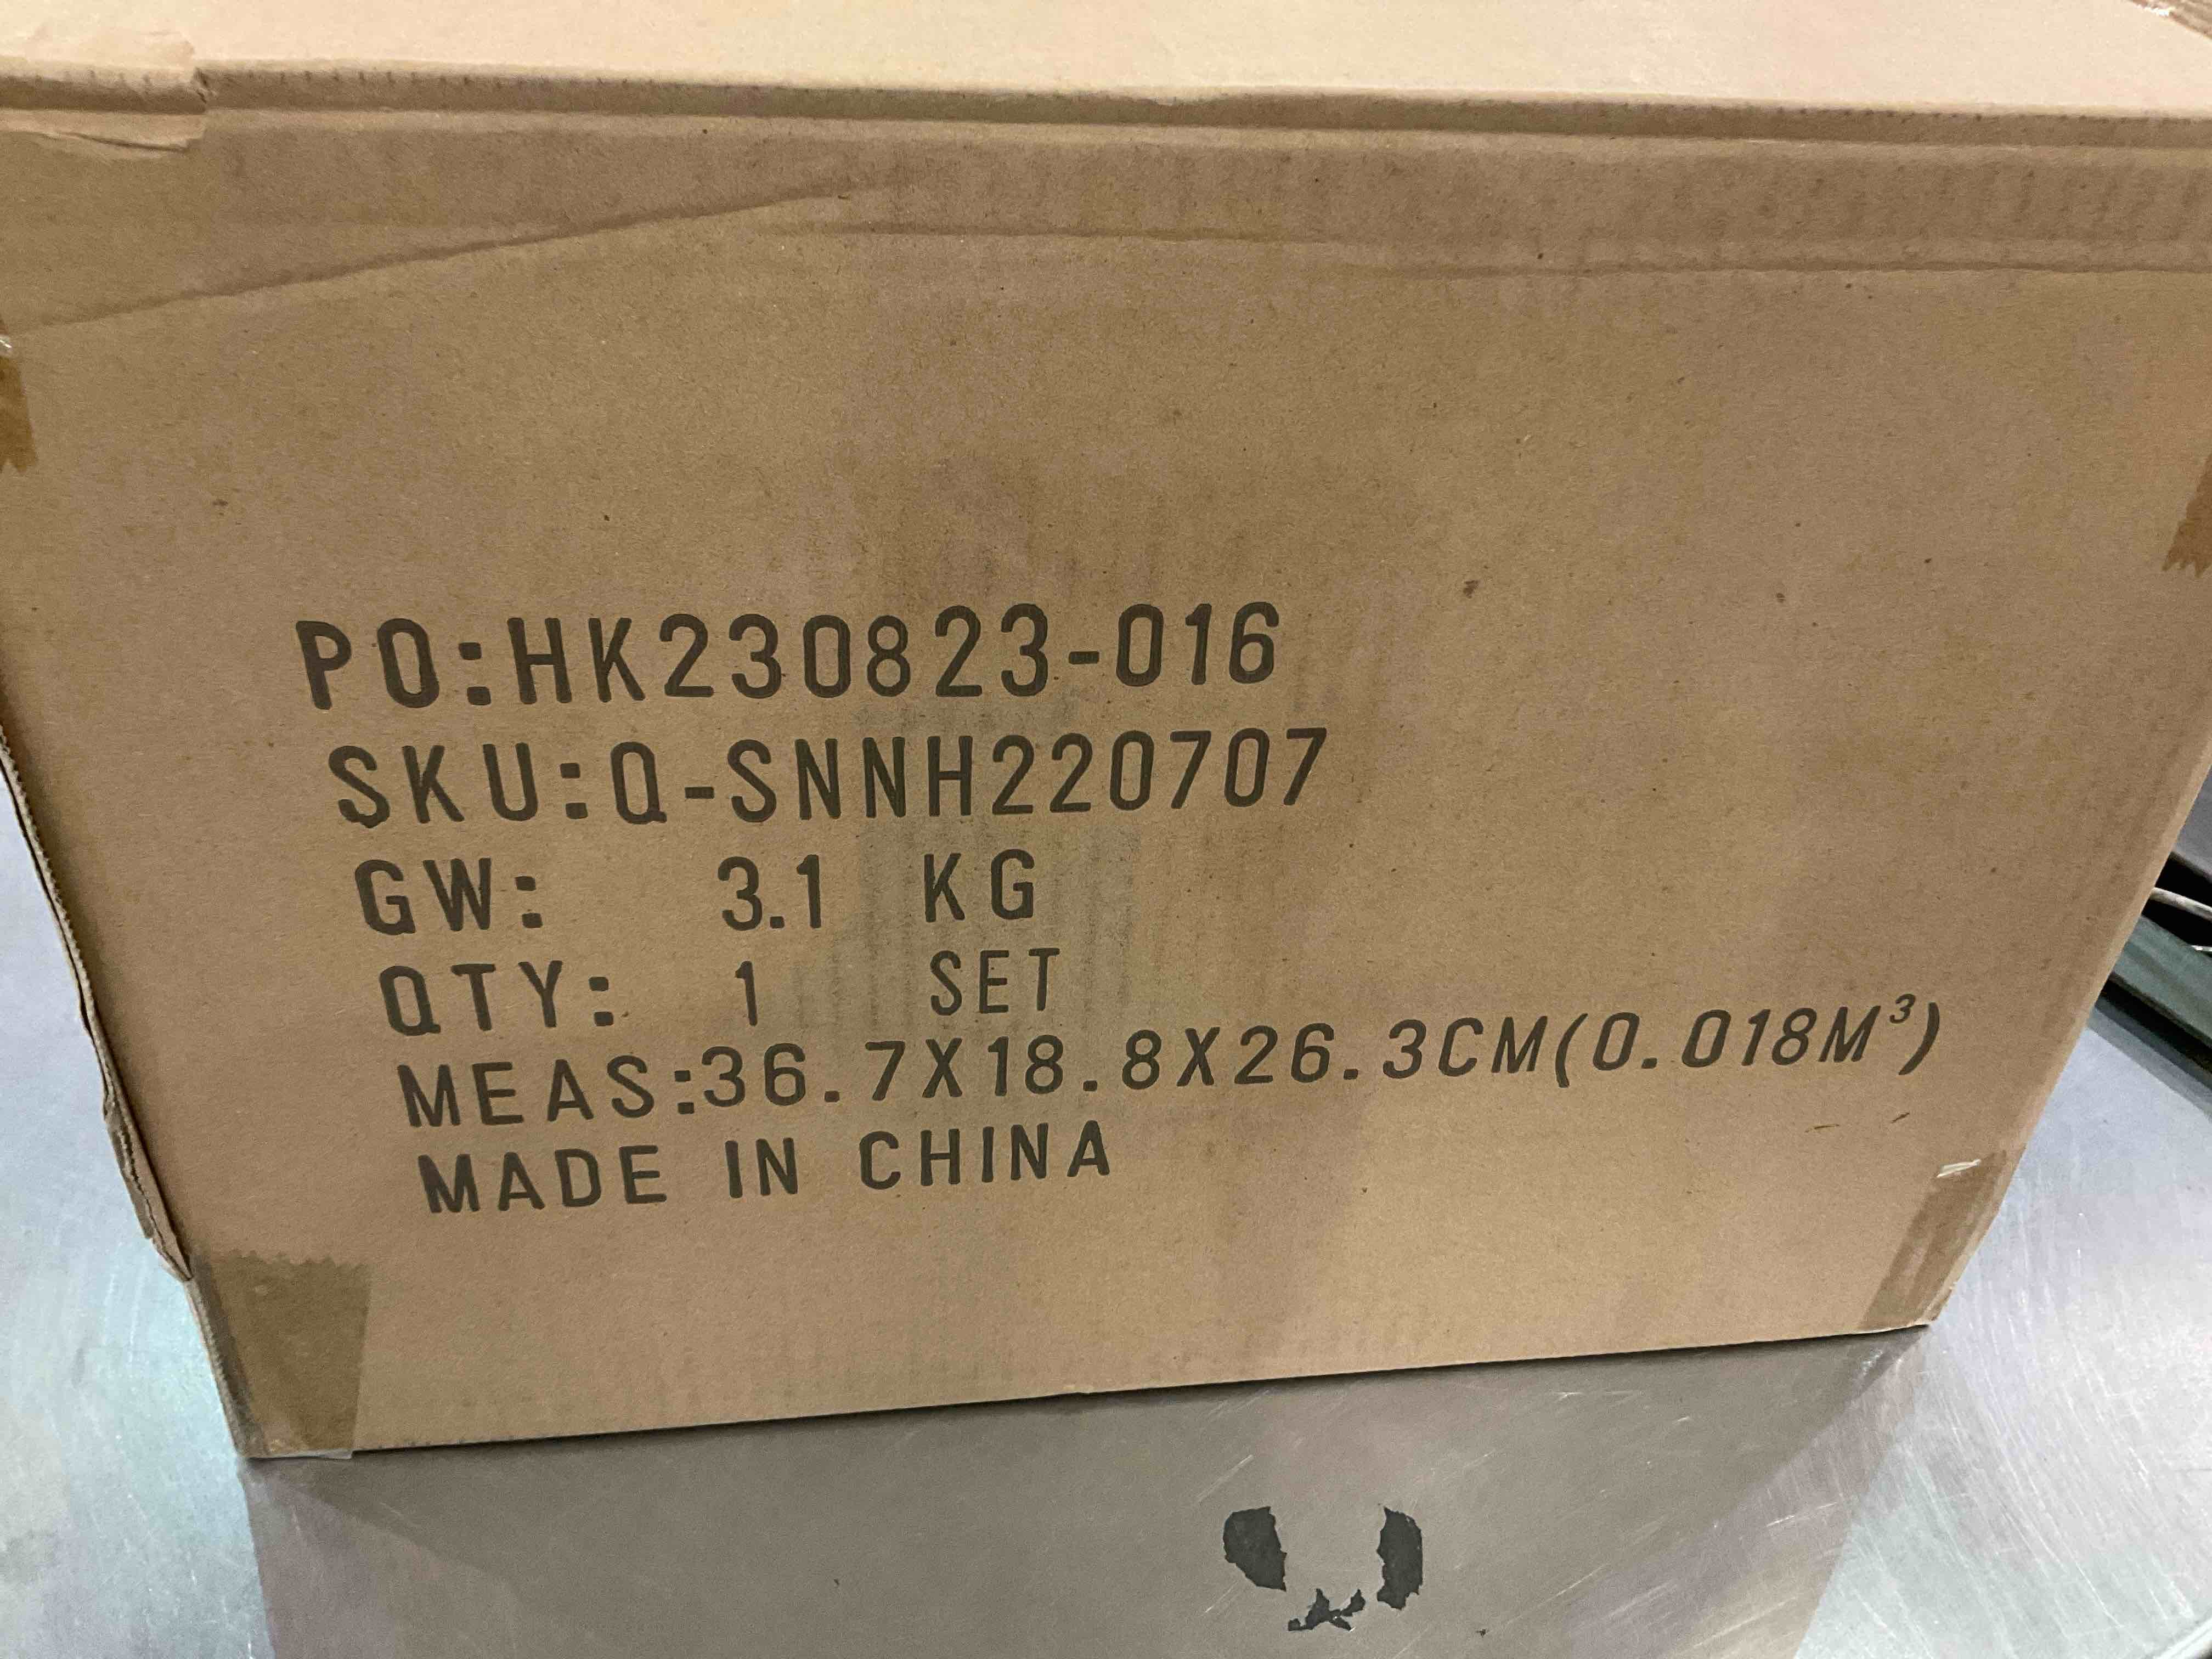 PO:HK230823-016
SKU:Q-SNNH220707
GW: 3.1 KG
QTY: 1 SET
MEAS:36.7X18.8X26.3CM(0.018M³)
MADE IN CHINA